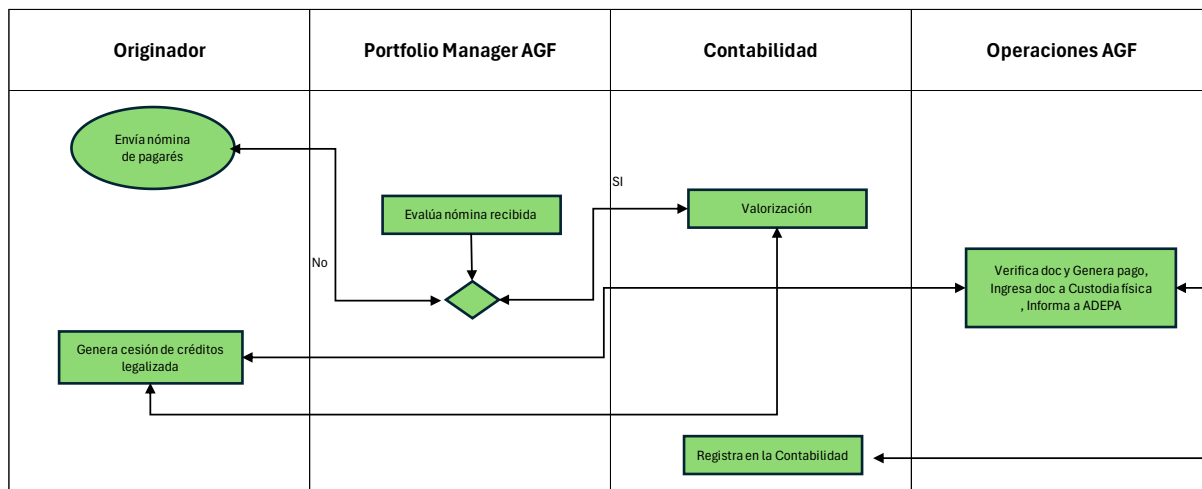 Originador
Portfolio Manager AGF
Contabilidad
Operaciones AGF
Envía nómina
de pagarés
SI
Evalúa nómina recibida
Valorización
No
Verifica doc y Genera pago,
Ingresa doc a Custodia física
, Informa a ADEPA
Genera cesión de créditos
legalizada
Registra en la Contabilidad